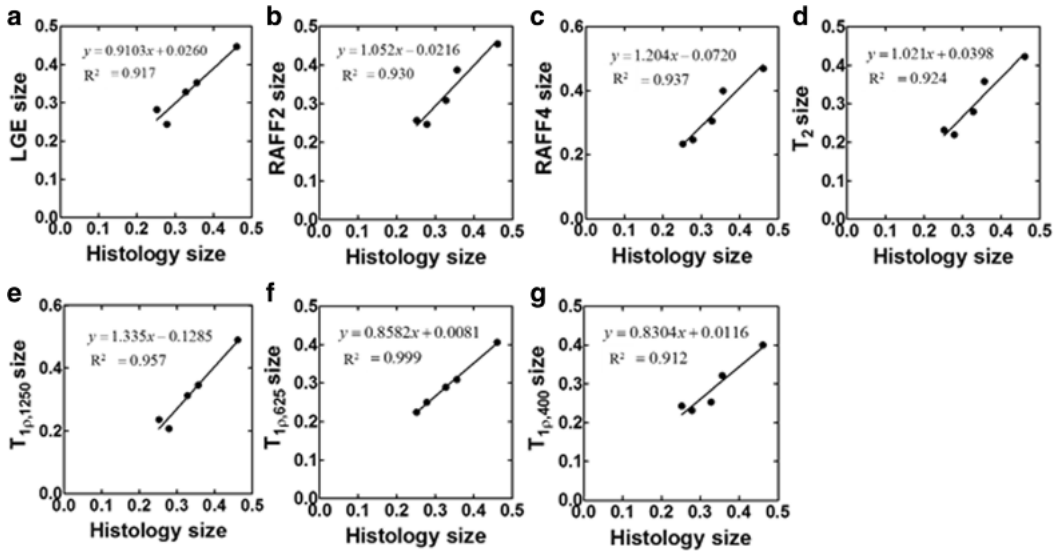 a
y = 0.9103x + 0.0260
R² = 0.917
LGE size
0.5
0.4
0.3
0.2
0.1
0.0
0.0 0.1 0.2 0.3 0.4 0.5
Histology size
b
y = 1.052x − 0.0216
R² = 0.930
RAFF2 size
0.5
0.4
0.3
0.2
0.1
0.0
0.0 0.1 0.2 0.3 0.4 0.5
Histology size
c
y = 1.204x − 0.0720
R² = 0.937
RAFF4 size
0.6
0.4
0.2
0.0
0.0 0.1 0.2 0.3 0.4 0.5
Histology size
d
y = 1.021x + 0.0398
R² = 0.924
T₂ size
0.5
0.4
0.3
0.2
0.1
0.0
0.0 0.1 0.2 0.3 0.4 0.5
Histology size
e
y = 1.335x − 0.1285
R² = 0.957
T₁ρ,₁₂₅₀ size
0.6
0.4
0.2
0.0
0.0 0.1 0.2 0.3 0.4 0.5
Histology size
f
y = 0.8582x + 0.0081
R² = 0.999
T₁ρ,₆₂₅ size
0.5
0.4
0.3
0.2
0.1
0.0
0.0 0.1 0.2 0.3 0.4 0.5
Histology size
g
y = 0.8304x + 0.0116
R² = 0.912
T₁ρ,₄₀₀ size
0.5
0.4
0.3
0.2
0.1
0.0
0.0 0.1 0.2 0.3 0.4 0.5
Histology size